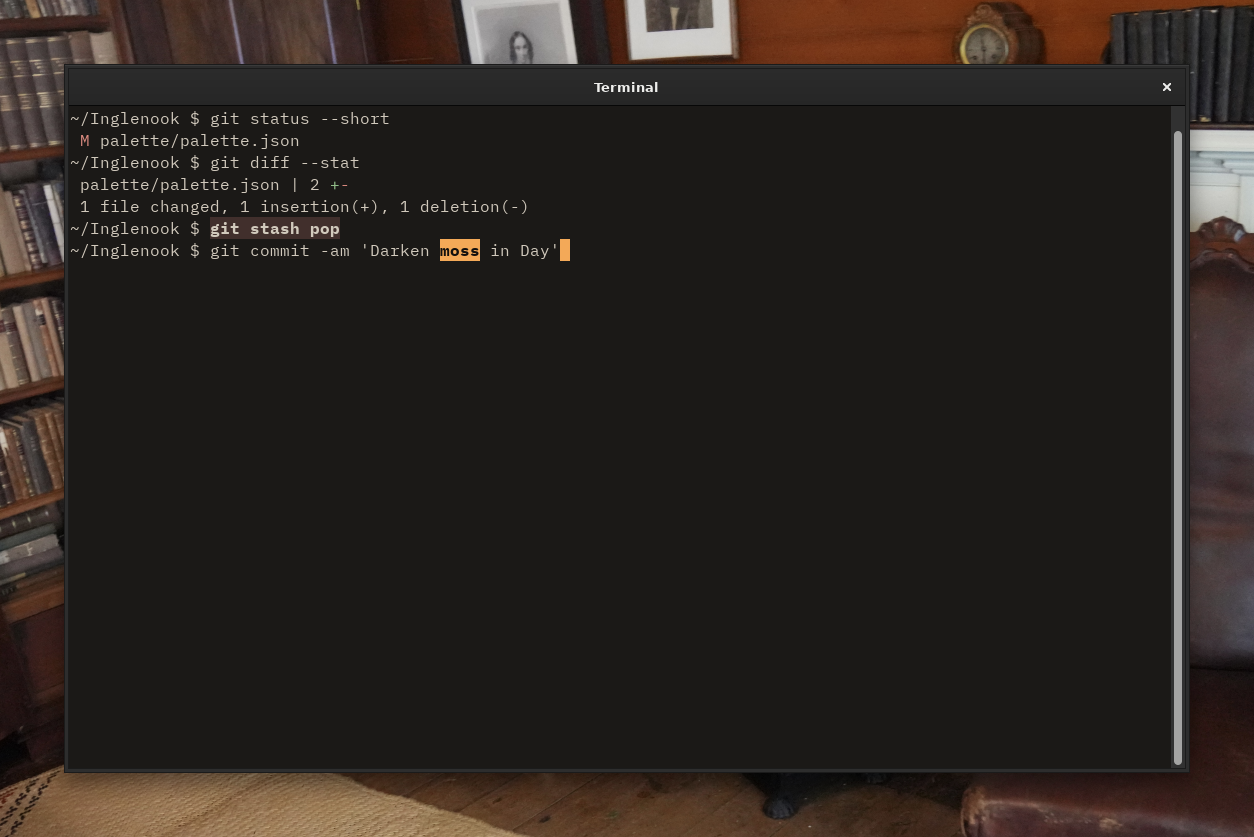 Terminal
~/Inglenook $ git status --short
 M palette/palette.json
~/Inglenook $ git diff --stat
 palette/palette.json | 2 +-
 1 file changed, 1 insertion(+), 1 deletion(-)
~/Inglenook $ git stash pop
~/Inglenook $ git commit -am 'Darken moss in Day'